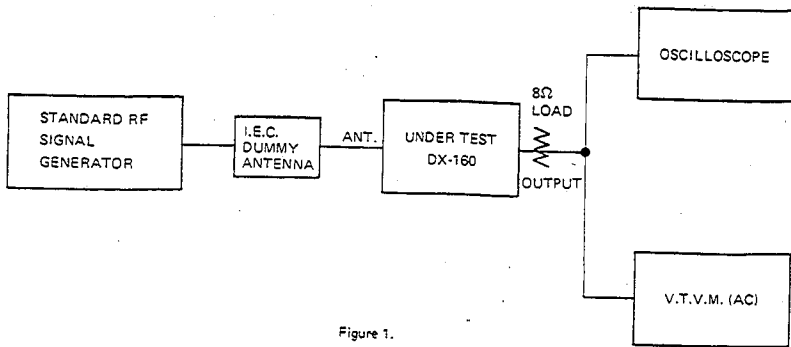 STANDARD RF
SIGNAL
GENERATOR
I.E.C.
DUMMY
ANTENNA
ANT.
UNDER TEST
DX-160
8Ω
LOAD
OUTPUT
OSCILLOSCOPE
V.T.V.M. (AC)
Figure 1.